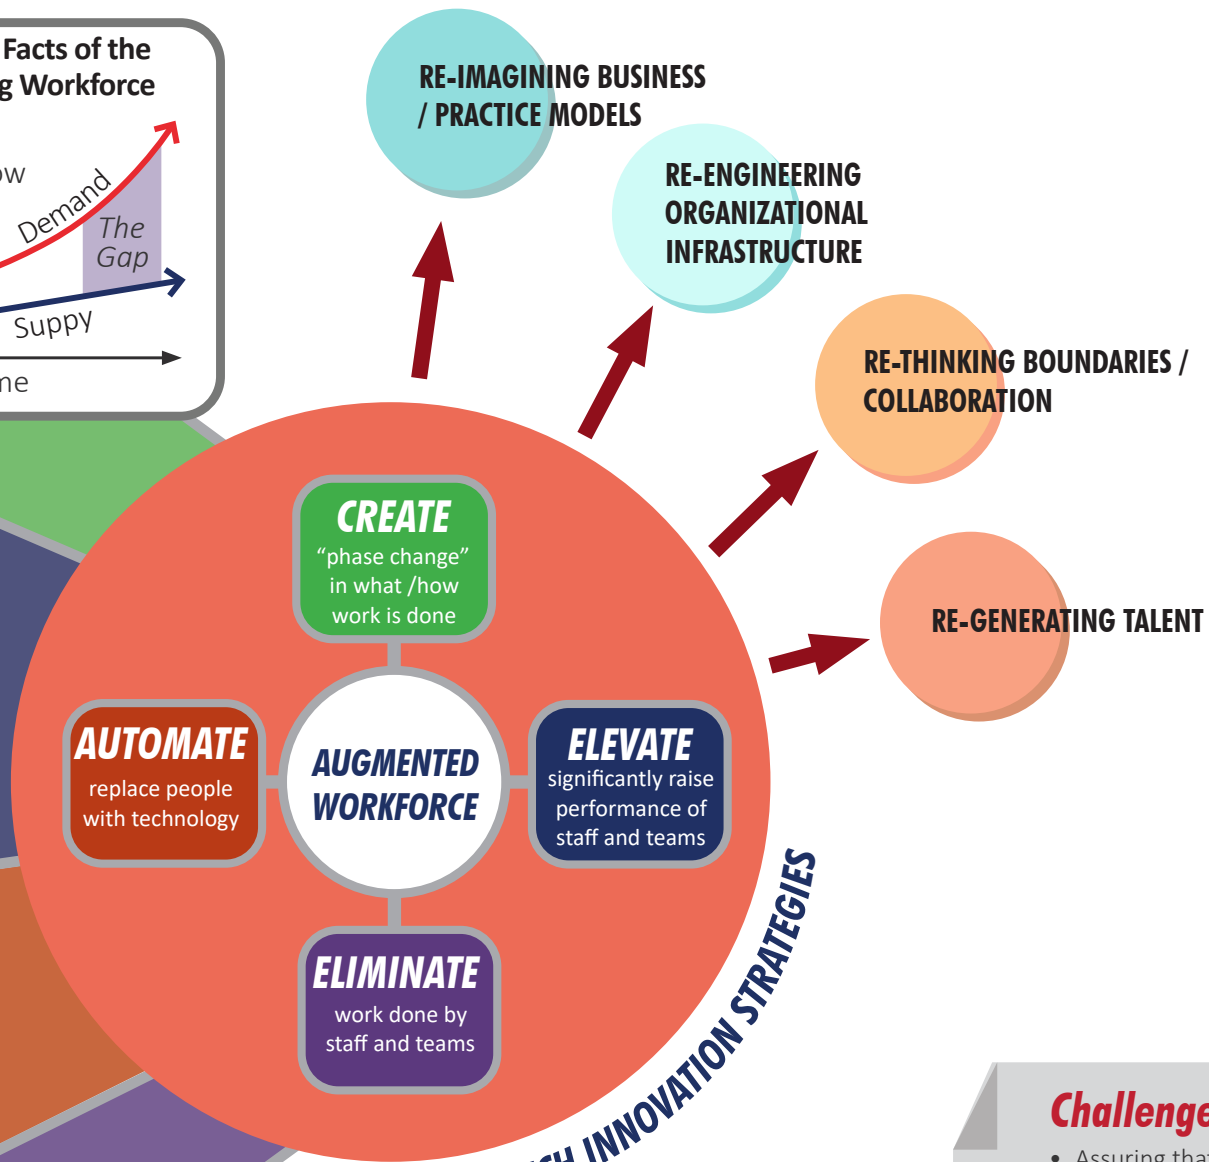 Facts of the
Workforce
Demand
The
Gap
Suppy
RE-IMAGINING BUSINESS
/ PRACTICE MODELS
RE-ENGINEERING
ORGANIZATIONAL
INFRASTRUCTURE
RE-THINKING BOUNDARIES /
COLLABORATION
RE-GENERATING TALENT
CREATE
“phase change”
in what /how
work is done
AUTOMATE
replace people
with technology
AUGMENTED
WORKFORCE
ELEVATE
significantly raise
performance of
staff and teams
ELIMINATE
work done by
staff and teams
INNOVATION STRATEGIES
Challenge
• Assuring that